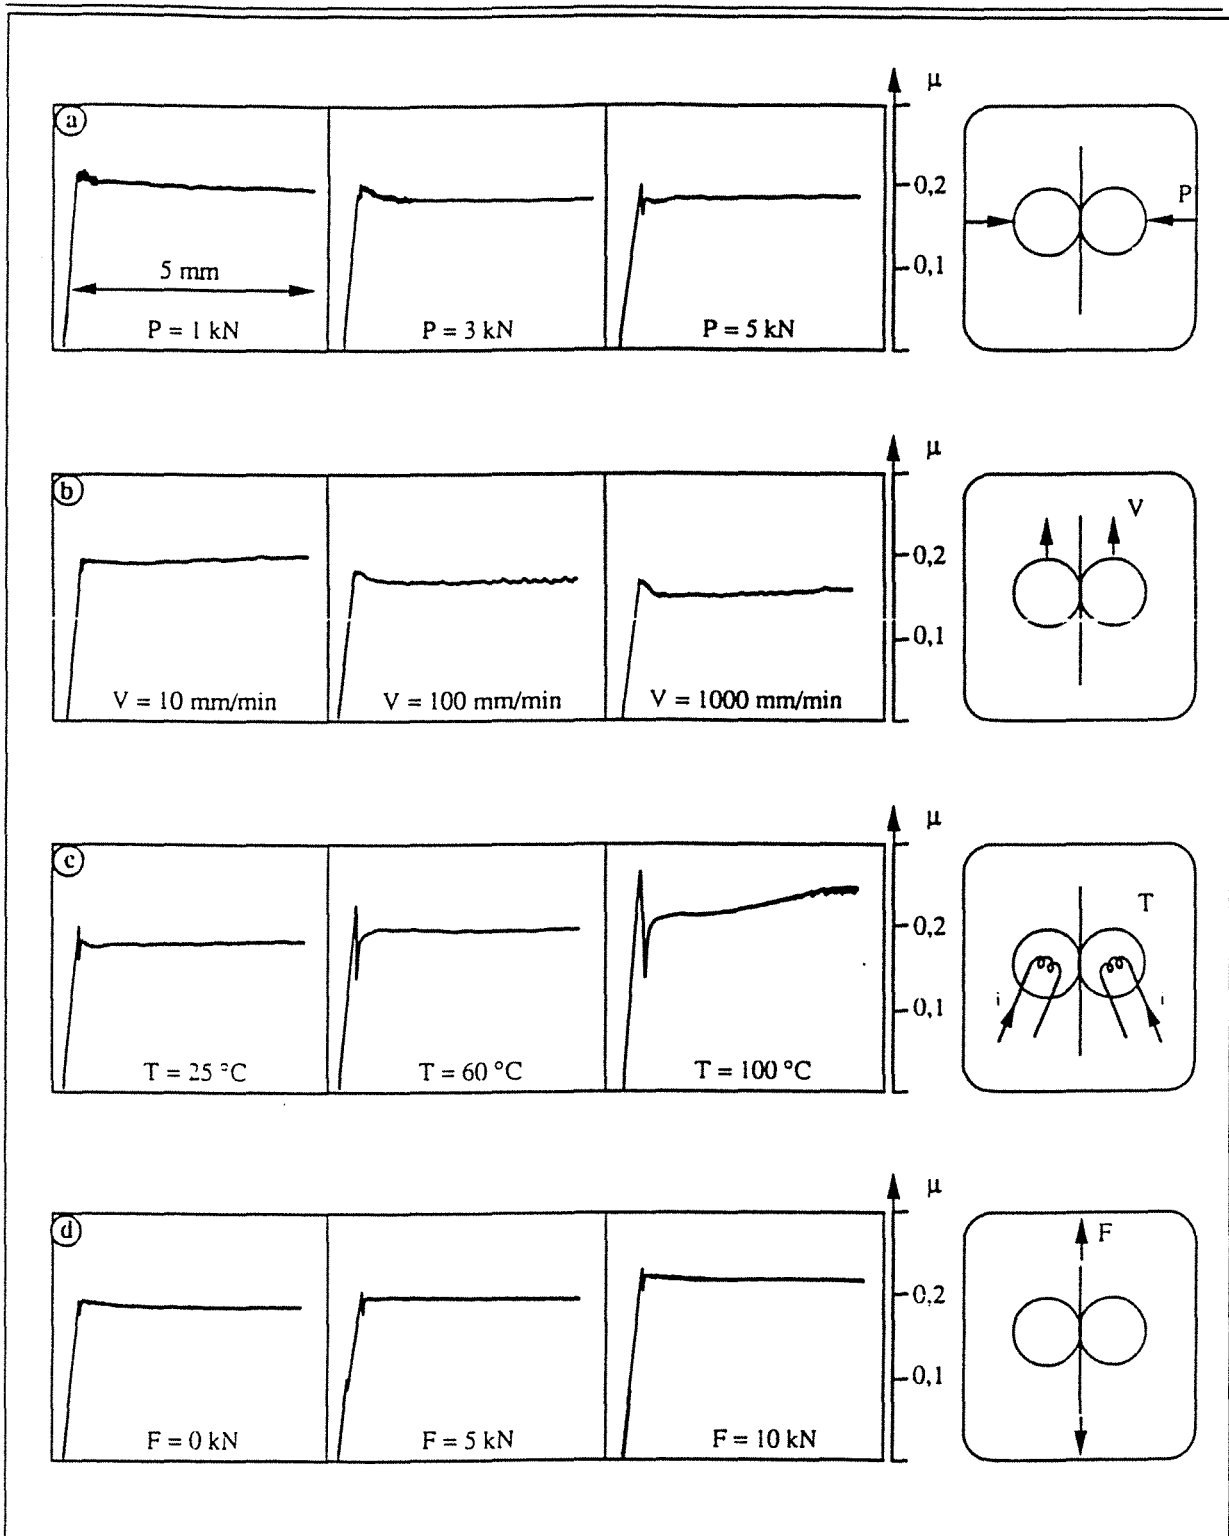 μ
a
0,2
P
5 mm
0,1
P = 1 kN P = 3 kN P = 5 kN
μ
b
V
0,2
0,1
V = 10 mm/min V = 100 mm/min V = 1000 mm/min
μ
c
T
0,2
i i
0,1
T = 25 °C T = 60 °C T = 100 °C
μ
d
F
0,2
0,1
F = 0 kN F = 5 kN F = 10 kN